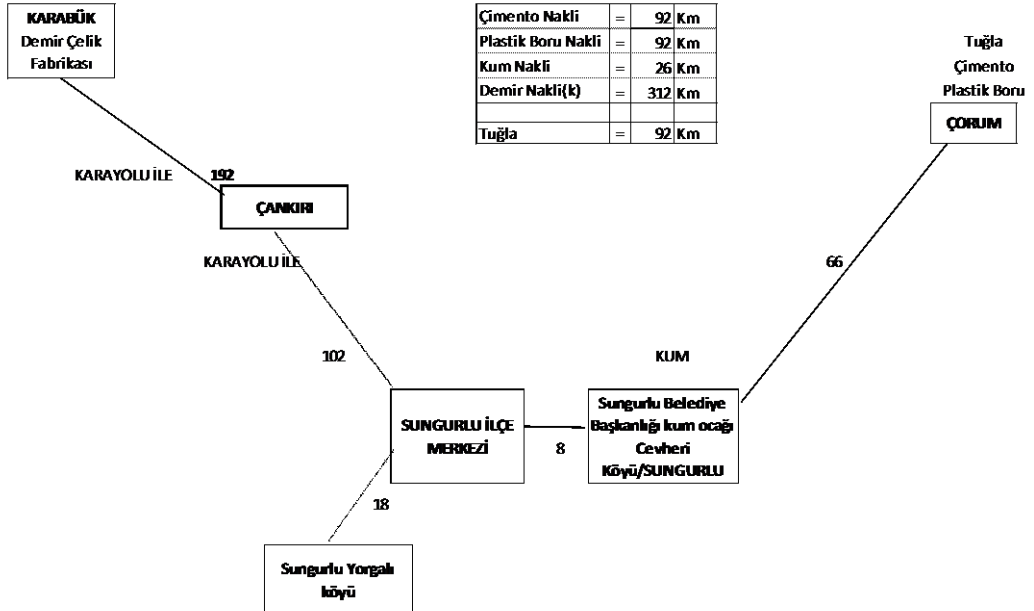 KARABÜK
Demir Çelik
Fabrikası
Çimento Nakli = 92 Km
Plastik Boru Nakli = 92 Km
Kum Nakli = 26 Km
Demir Nakli(k) = 312 Km
Tuğla = 92 Km
Tuğla
Çimento
Plastik Boru
ÇORUM
KARAYOLU İLE 192
ÇANKIRI
KARAYOLU İLE
66
102
KUM
SUNGURLU İLÇE
MERKEZİ
8
Sungurlu Belediye
Başkanlığı kum ocağı
Cevheri
Köyü/SUNGURLU
18
Sungurlu Yorgalı
köyü